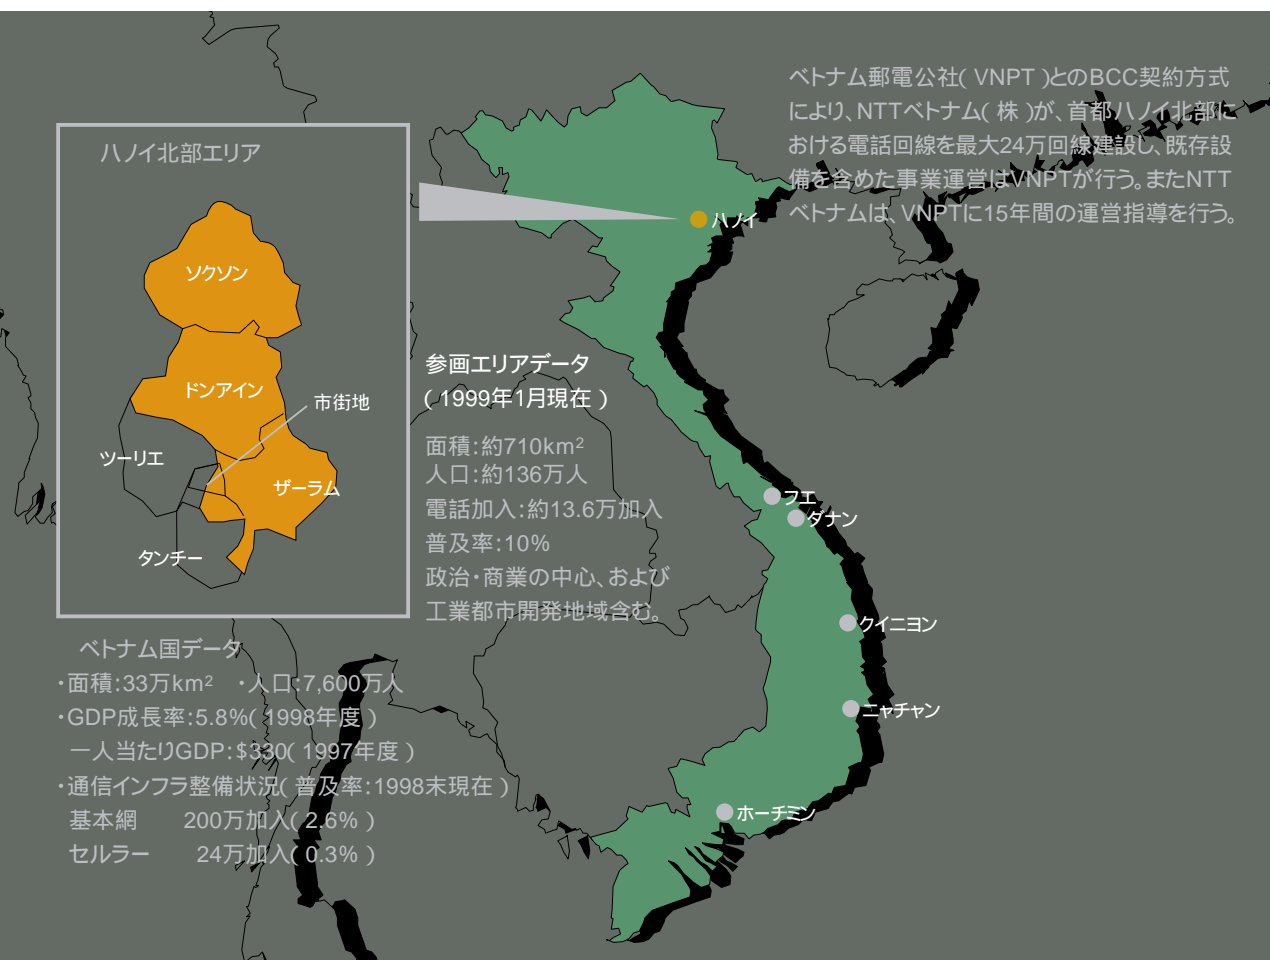 ベトナム郵電公社(VNPT)とのBCC契約方式
により、NTTベトナム(株)が、首都ハノイ北部に
おける電話回線を最大24万回線建設し、既存設
備を含めた事業運営はVNPTが行う。またNTT
ベトナムは、VNPTに15年間の運営指導を行う。
ハノイ北部エリア
ソクソン
ドンアイン
市街地
ツーリエ
ザーラム
タンチー
ハノイ
フエ
ダナン
クイニヨン
ニャチャン
ホーチミン
参画エリアデータ
(1999年1月現在)
面積:約710km²
人口:約136万人
電話加入:約13.6万加入
普及率:10%
政治・商業の中心、および
工業都市開発地域含む。
ベトナム国データ
・面積:33万km² ・人口:7,600万人
・GDP成長率:5.8%(1998年度)
一人当たりGDP:$330(1997年度)
・通信インフラ整備状況(普及率:1998末現在)
基本網 200万加入(2.6%)
セルラー 24万加入(0.3%)